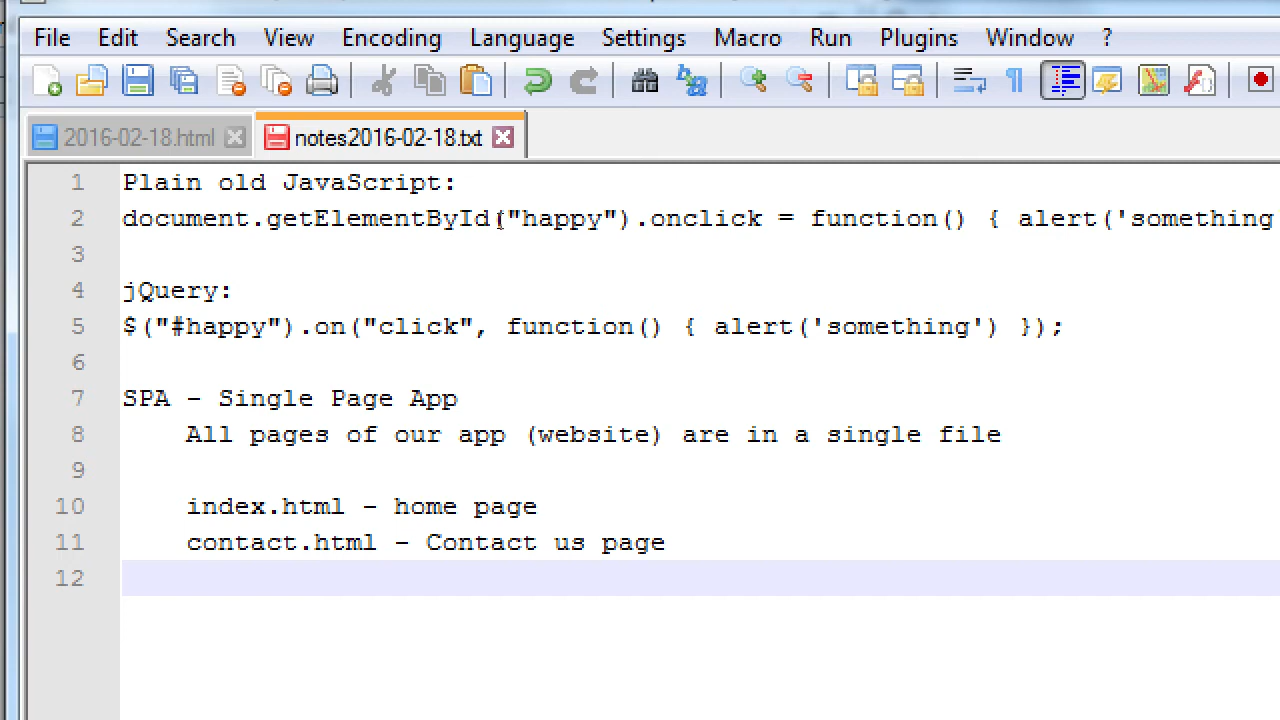 File Edit Search View Encoding Language Settings Macro Run Plugins Window ?
2016-02-18.html notes2016-02-18.txt
1 Plain old JavaScript:
2 document.getElementById("happy").onclick = function() { alert('something
3
4 jQuery:
5 $("#happy").on("click", function() { alert('something') });
6
7 SPA - Single Page App
8 All pages of our app (website) are in a single file
9
10 index.html - home page
11 contact.html - Contact us page
12